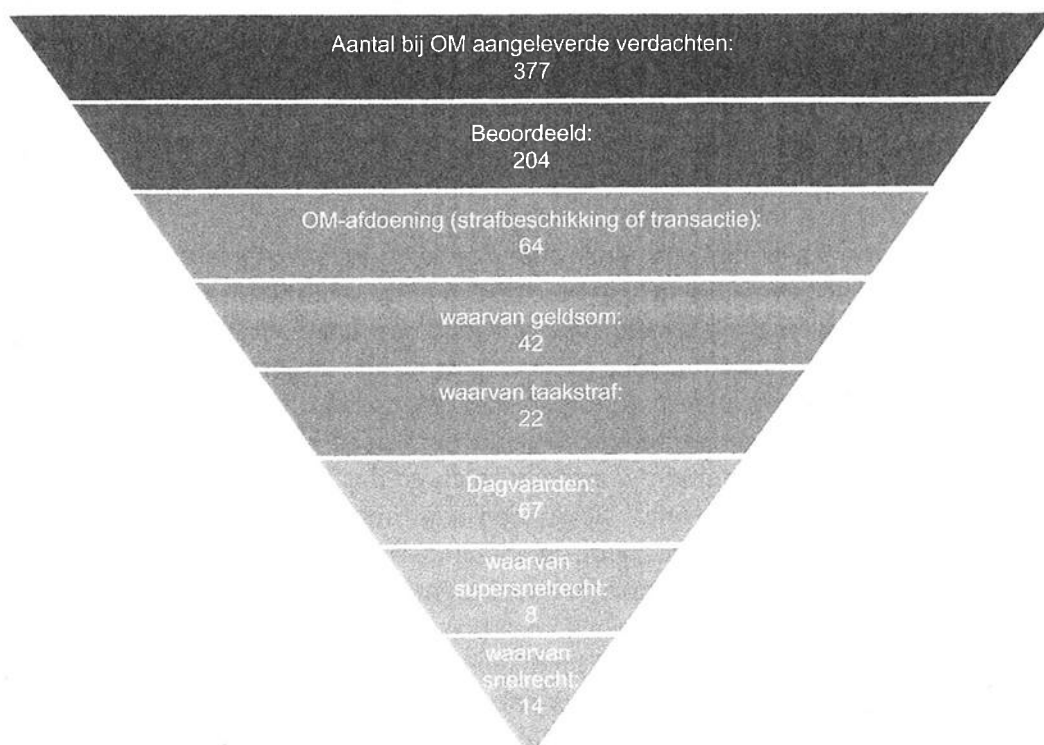 Aantal bij OM aangeleverde verdachten:
377
Beoordeeld:
204
OM-afdoening (strafbeschikking of transactie):
64
waarvan geldsom:
42
waarvan taakstraf:
22
Dagvaarden:
67
waarvan
supersnelrecht:
8
waarvan
snelrecht:
14